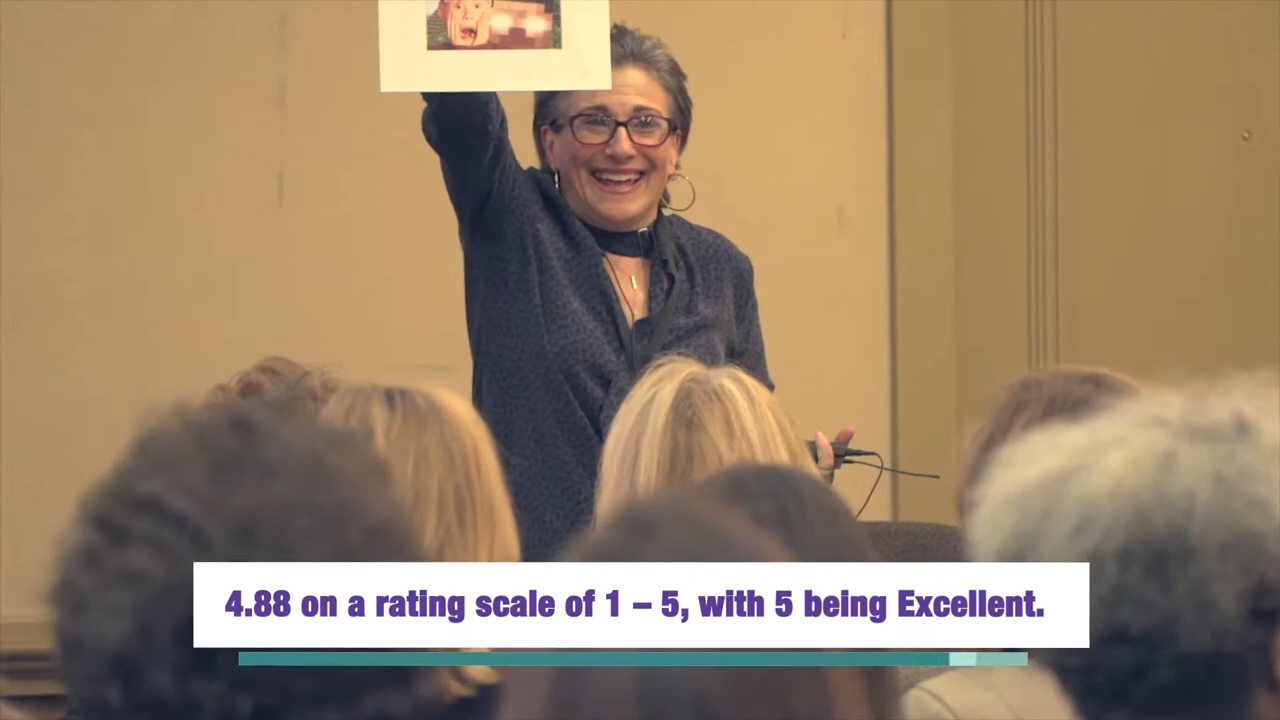 4.88 on a rating scale of 1 – 5, with 5 being Excellent.